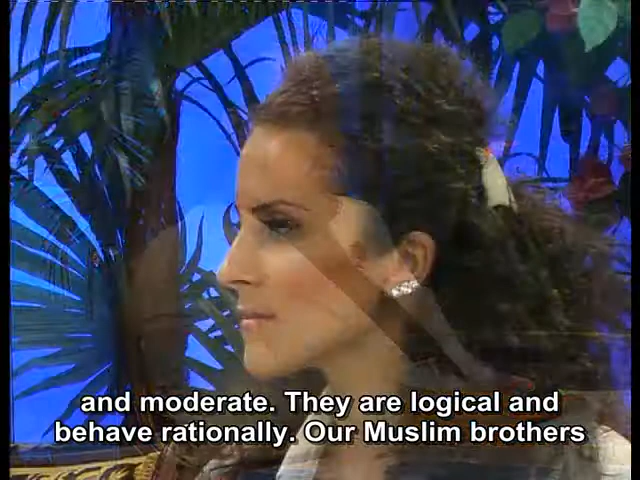 and moderate. They are logical and
behave rationally. Our Muslim brothers